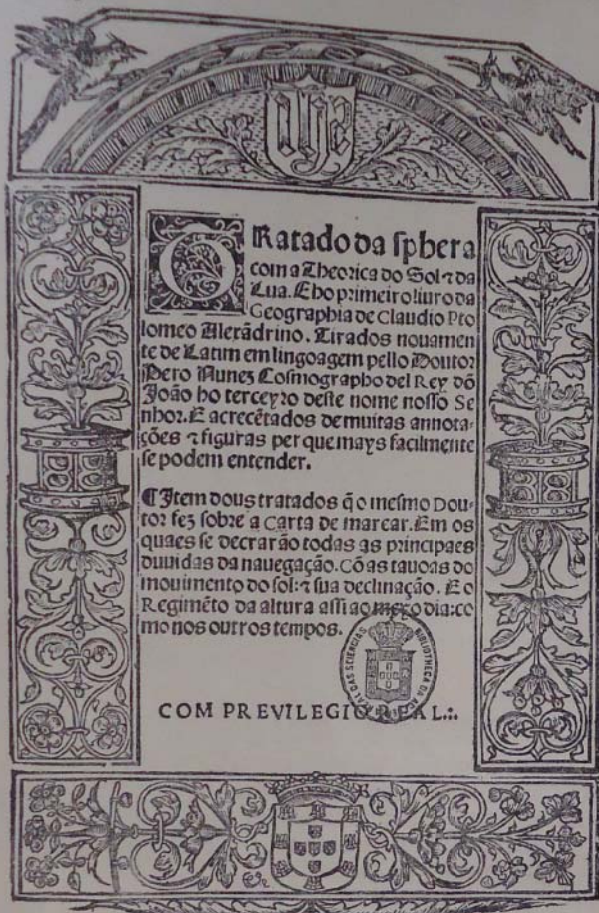 Tratado da sphera
com a Theorica do Sol ⁊ da
Lua. E ho primeiro liuro da
Geographia de Claudio Pto
lomeo Alexãdrino. Tirados nouamen
te de Latim em lingoagem pello Doutor
Pero Nunez Cosmographo del Rey dõ
João ho terceyro deste nome nosso Se
nhor. E acrecẽtados de muitas annota-
ções ⁊ figuras per que mays facilmente
se podem entender.
¶ Item dous tratados q̃ o mesmo Dou-
tor fez sobre a Carta de marear. Em os
quaes se decrarão todas as principaes
duuidas da nauegação. Cõ as tauoas do
mouimento do sol: ⁊ sua declinação. E o
Regimẽto da altura assi ao meyo dia: co
mo nos outros tempos.
DAS SCIENCIAS BIBLIOTHECA DA
COM PREVILEGIO REAL.:.